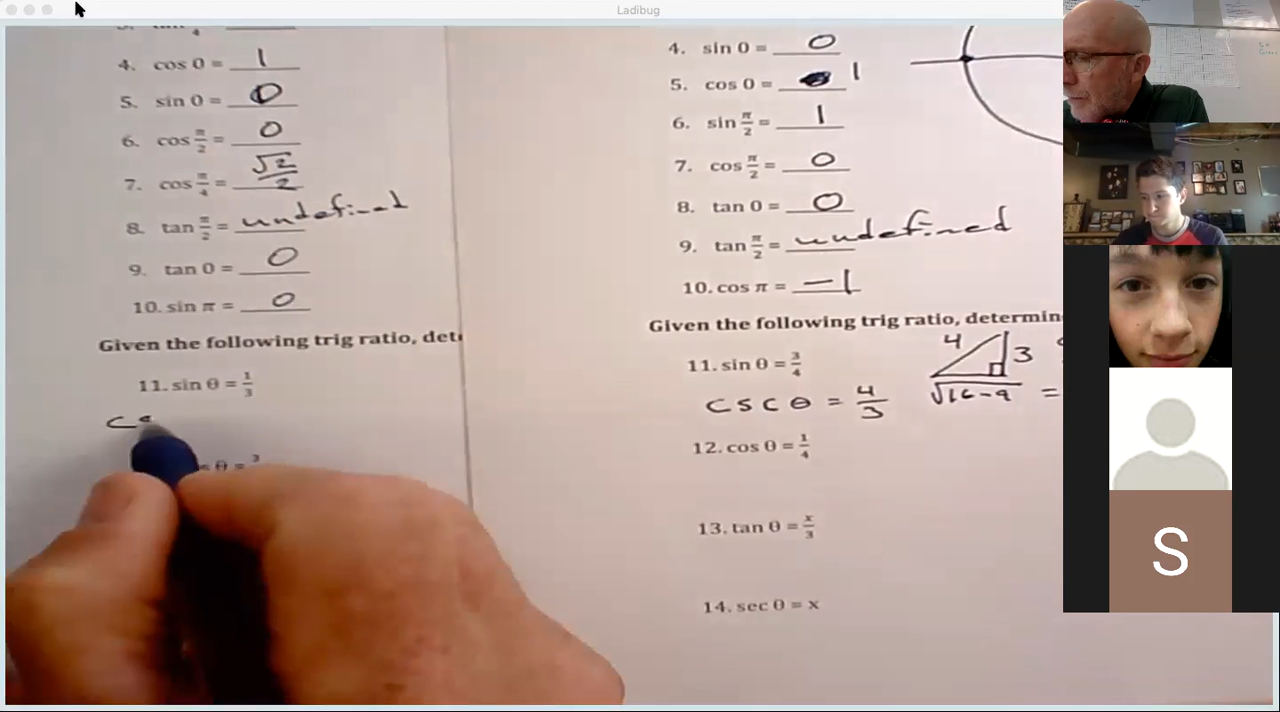 Ladibug
4. cos 0 = 1
5. sin 0 = 0
6. cos π/2 = 0
7. cos π/4 = √2/2
8. tan π/2 = undefined
9. tan 0 = 0
10. sin π = 0
Given the following trig ratio, det
11. sin θ = 1/3
cs
θ = 3
4. sin 0 = 0
5. cos 0 = 1
6. sin π/2 = 1
7. cos π/2 = 0
8. tan 0 = 0
9. tan π/2 = undefined
10. cos π = -1
Given the following trig ratio, determin
11. sin θ = 3/4
csc θ = 4/3
4
3
√16-9 =
12. cos θ = 1/4
13. tan θ = x/3
14. sec θ = x
S